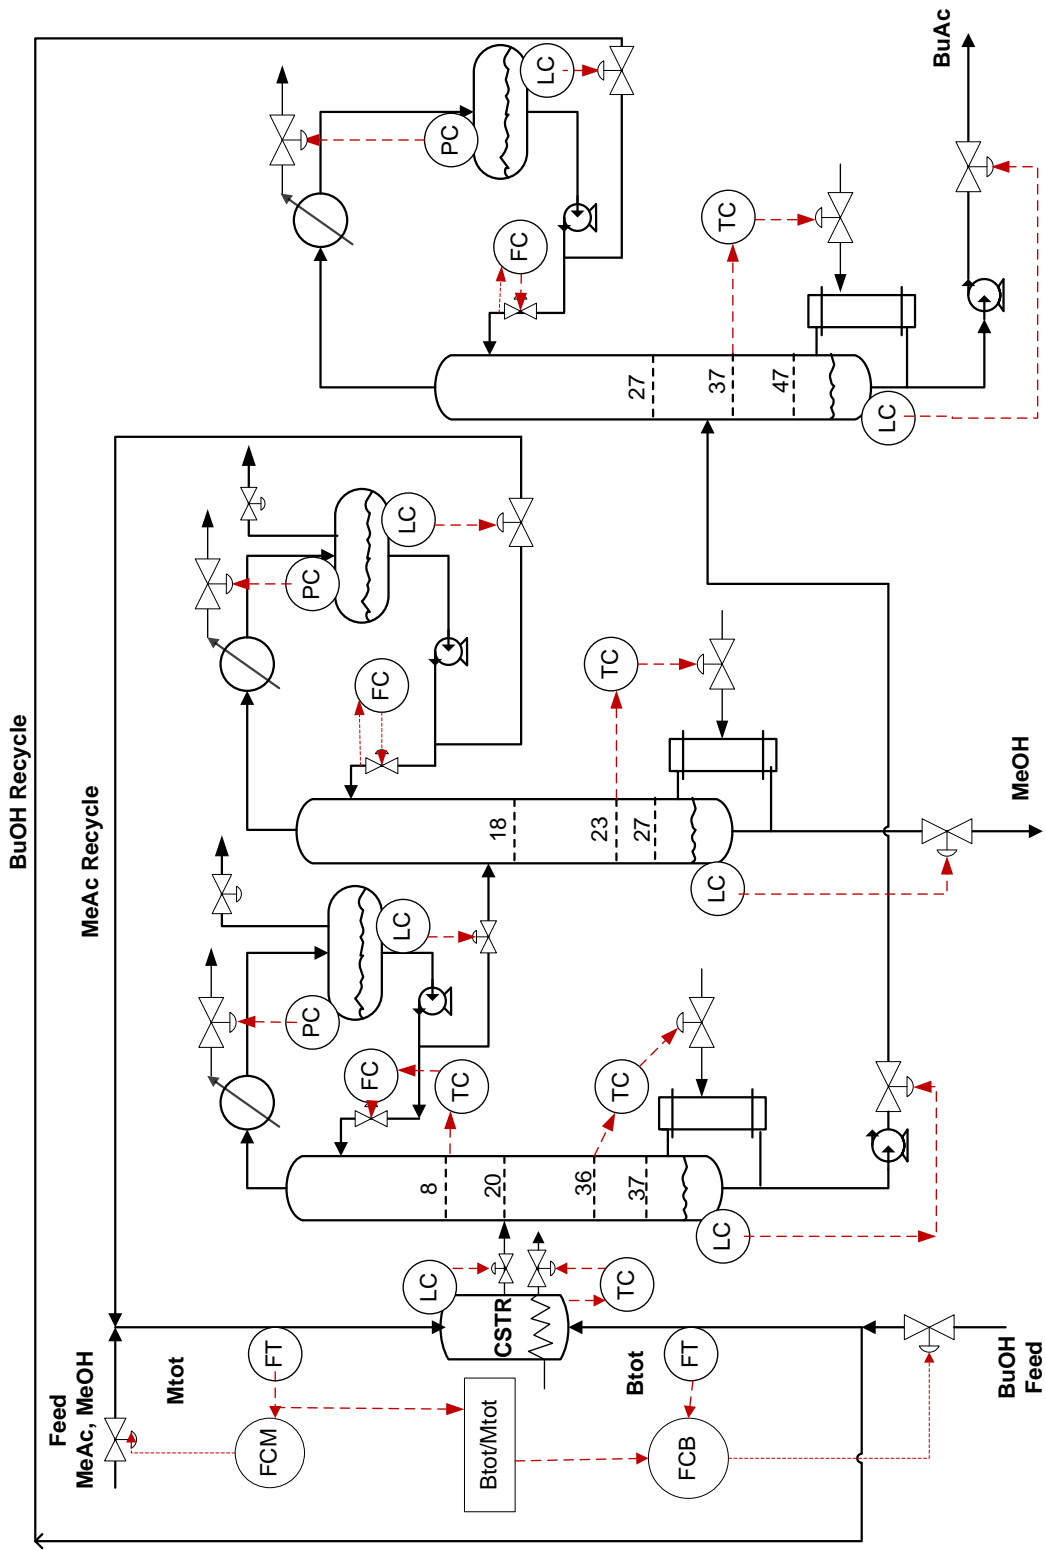 BuOH Recycle
MeAc Recycle
Feed
MeAc, MeOH
Mtot
FT
FCM
Btot/Mtot
Btot
FT
FCB
BuOH
Feed
CSTR
LC
TC
8
20
36
37
LC
TC
FC
TC
PC
LC
18
23
27
LC
TC
FC
PC
LC
MeOH
27
37
47
LC
TC
FC
PC
LC
BuAc